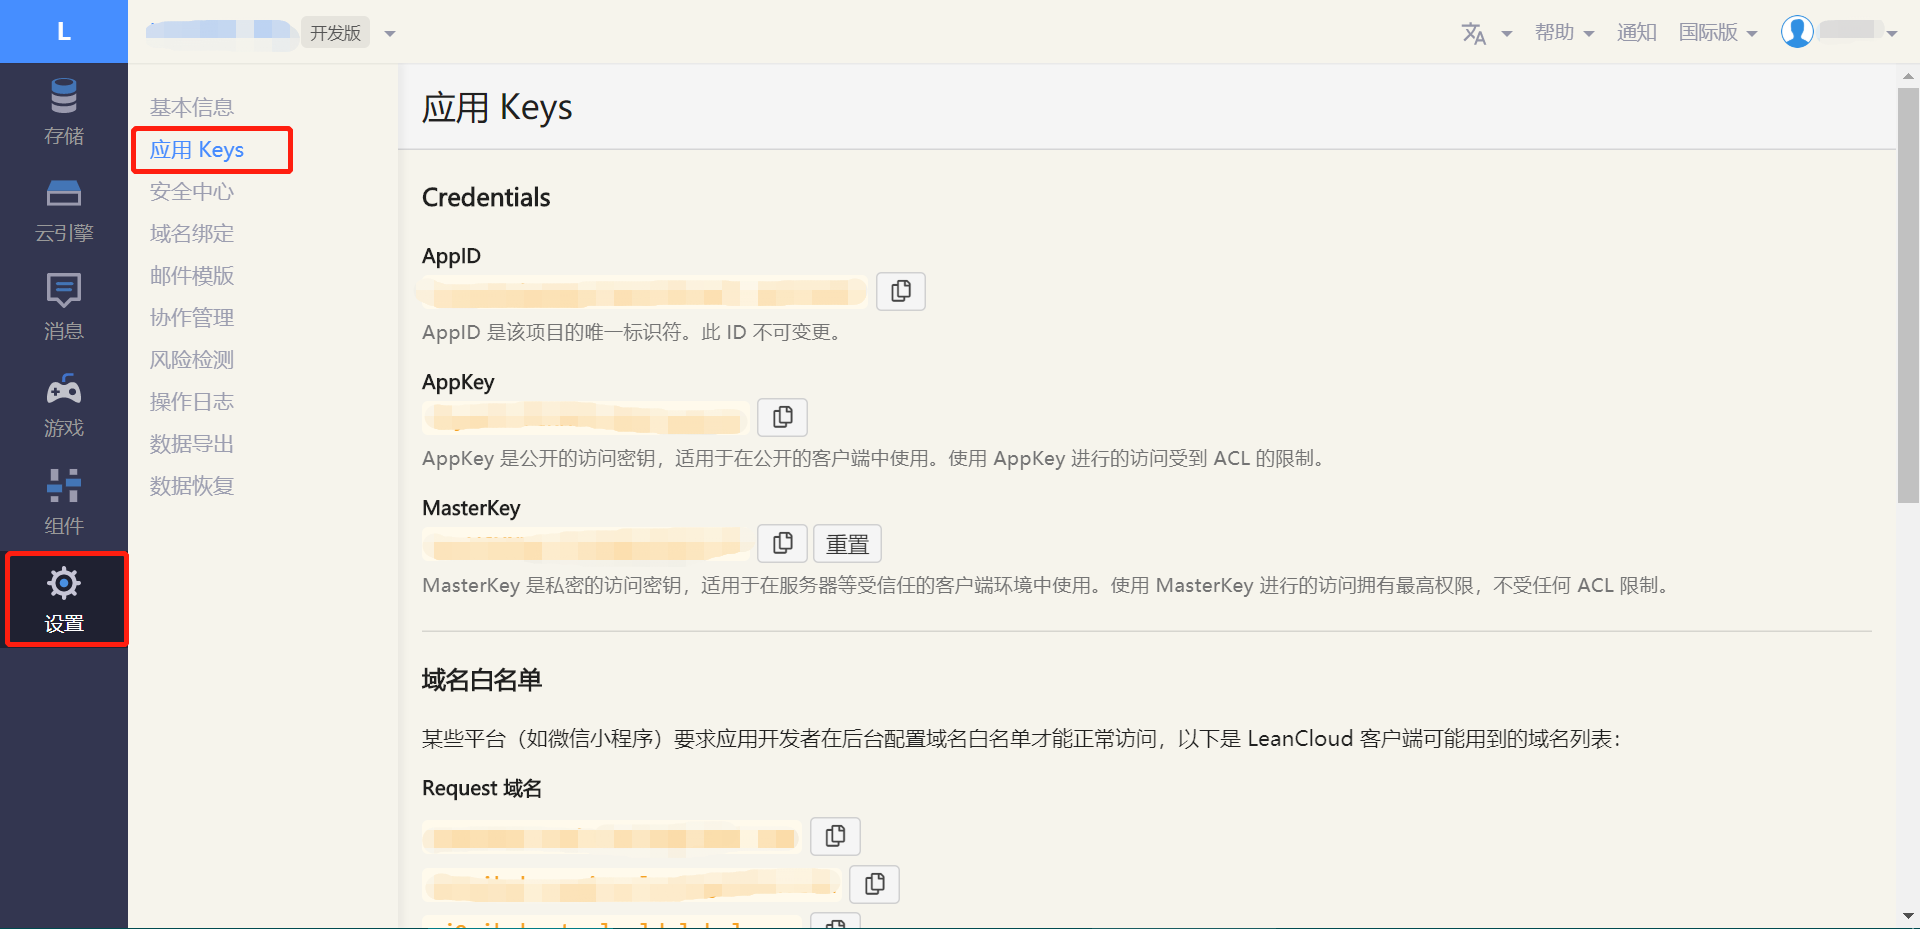 L
开发版
帮助
通知
国际版
存储
云引擎
消息
游戏
组件
设置
基本信息
应用 Keys
安全中心
域名绑定
邮件模版
协作管理
风险检测
操作日志
数据导出
数据恢复
应用 Keys
Credentials
AppID
AppID 是该项目的唯一标识符。此 ID 不可变更。
AppKey
AppKey 是公开的访问密钥，适用于在公开的客户端中使用。使用 AppKey 进行的访问受到 ACL 的限制。
MasterKey
重置
MasterKey 是私密的访问密钥，适用于在服务器等受信任的客户端环境中使用。使用 MasterKey 进行的访问拥有最高权限，不受任何 ACL 限制。
域名白名单
某些平台（如微信小程序）要求应用开发者在后台配置域名白名单才能正常访问，以下是 LeanCloud 客户端可能用到的域名列表：
Request 域名